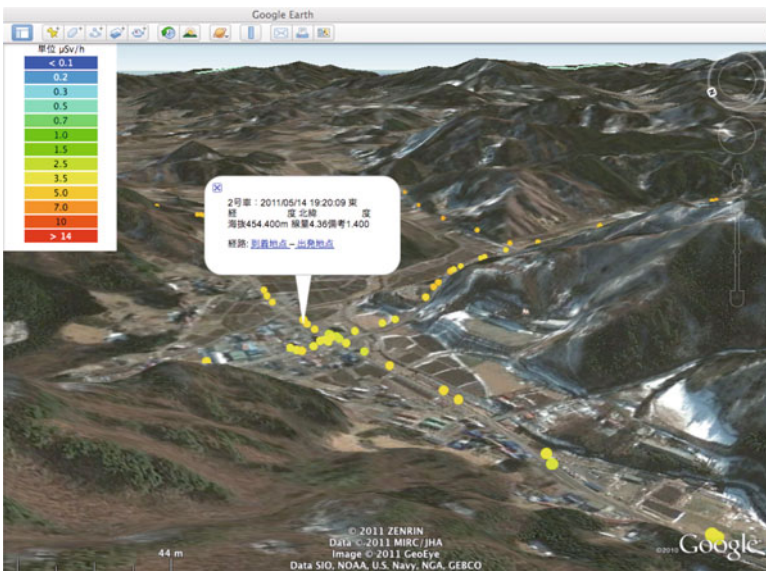 Google Earth
単位 μSv/h
< 0.1
0.2
0.3
0.5
0.7
1.0
1.5
2.5
3.5
5.0
7.0
10
> 14
2号車：2011/05/14 19:20:09 東
経 度 北緯 度
海抜454.400m 線量4.36備考1.400
経路: 到着地点 – 出発地点
© 2011 ZENRIN
Data © 2011 MIRC/JHA
Image © 2011 GeoEye
Data SIO, NOAA, U.S. Navy, NGA, GEBCO
44 m
©2010 Google